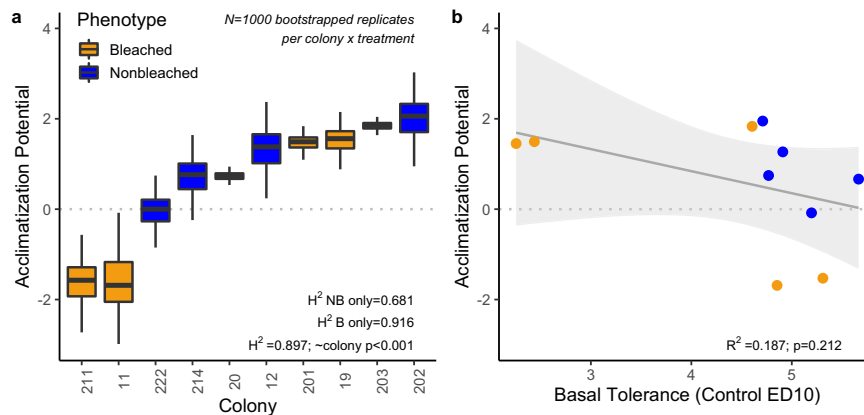 a
Phenotype
Bleached
Nonbleached
N=1000 bootstrapped replicates
per colony x treatment
Acclimatization Potential
4
2
0
-2
H² NB only=0.681
H² B only=0.916
H² =0.897; ~colony p<0.001
211 11 222 214 20 12 201 19 203 202
Colony
b
Acclimatization Potential
4
2
0
-2
R² =0.187; p=0.212
3 4 5
Basal Tolerance (Control ED10)